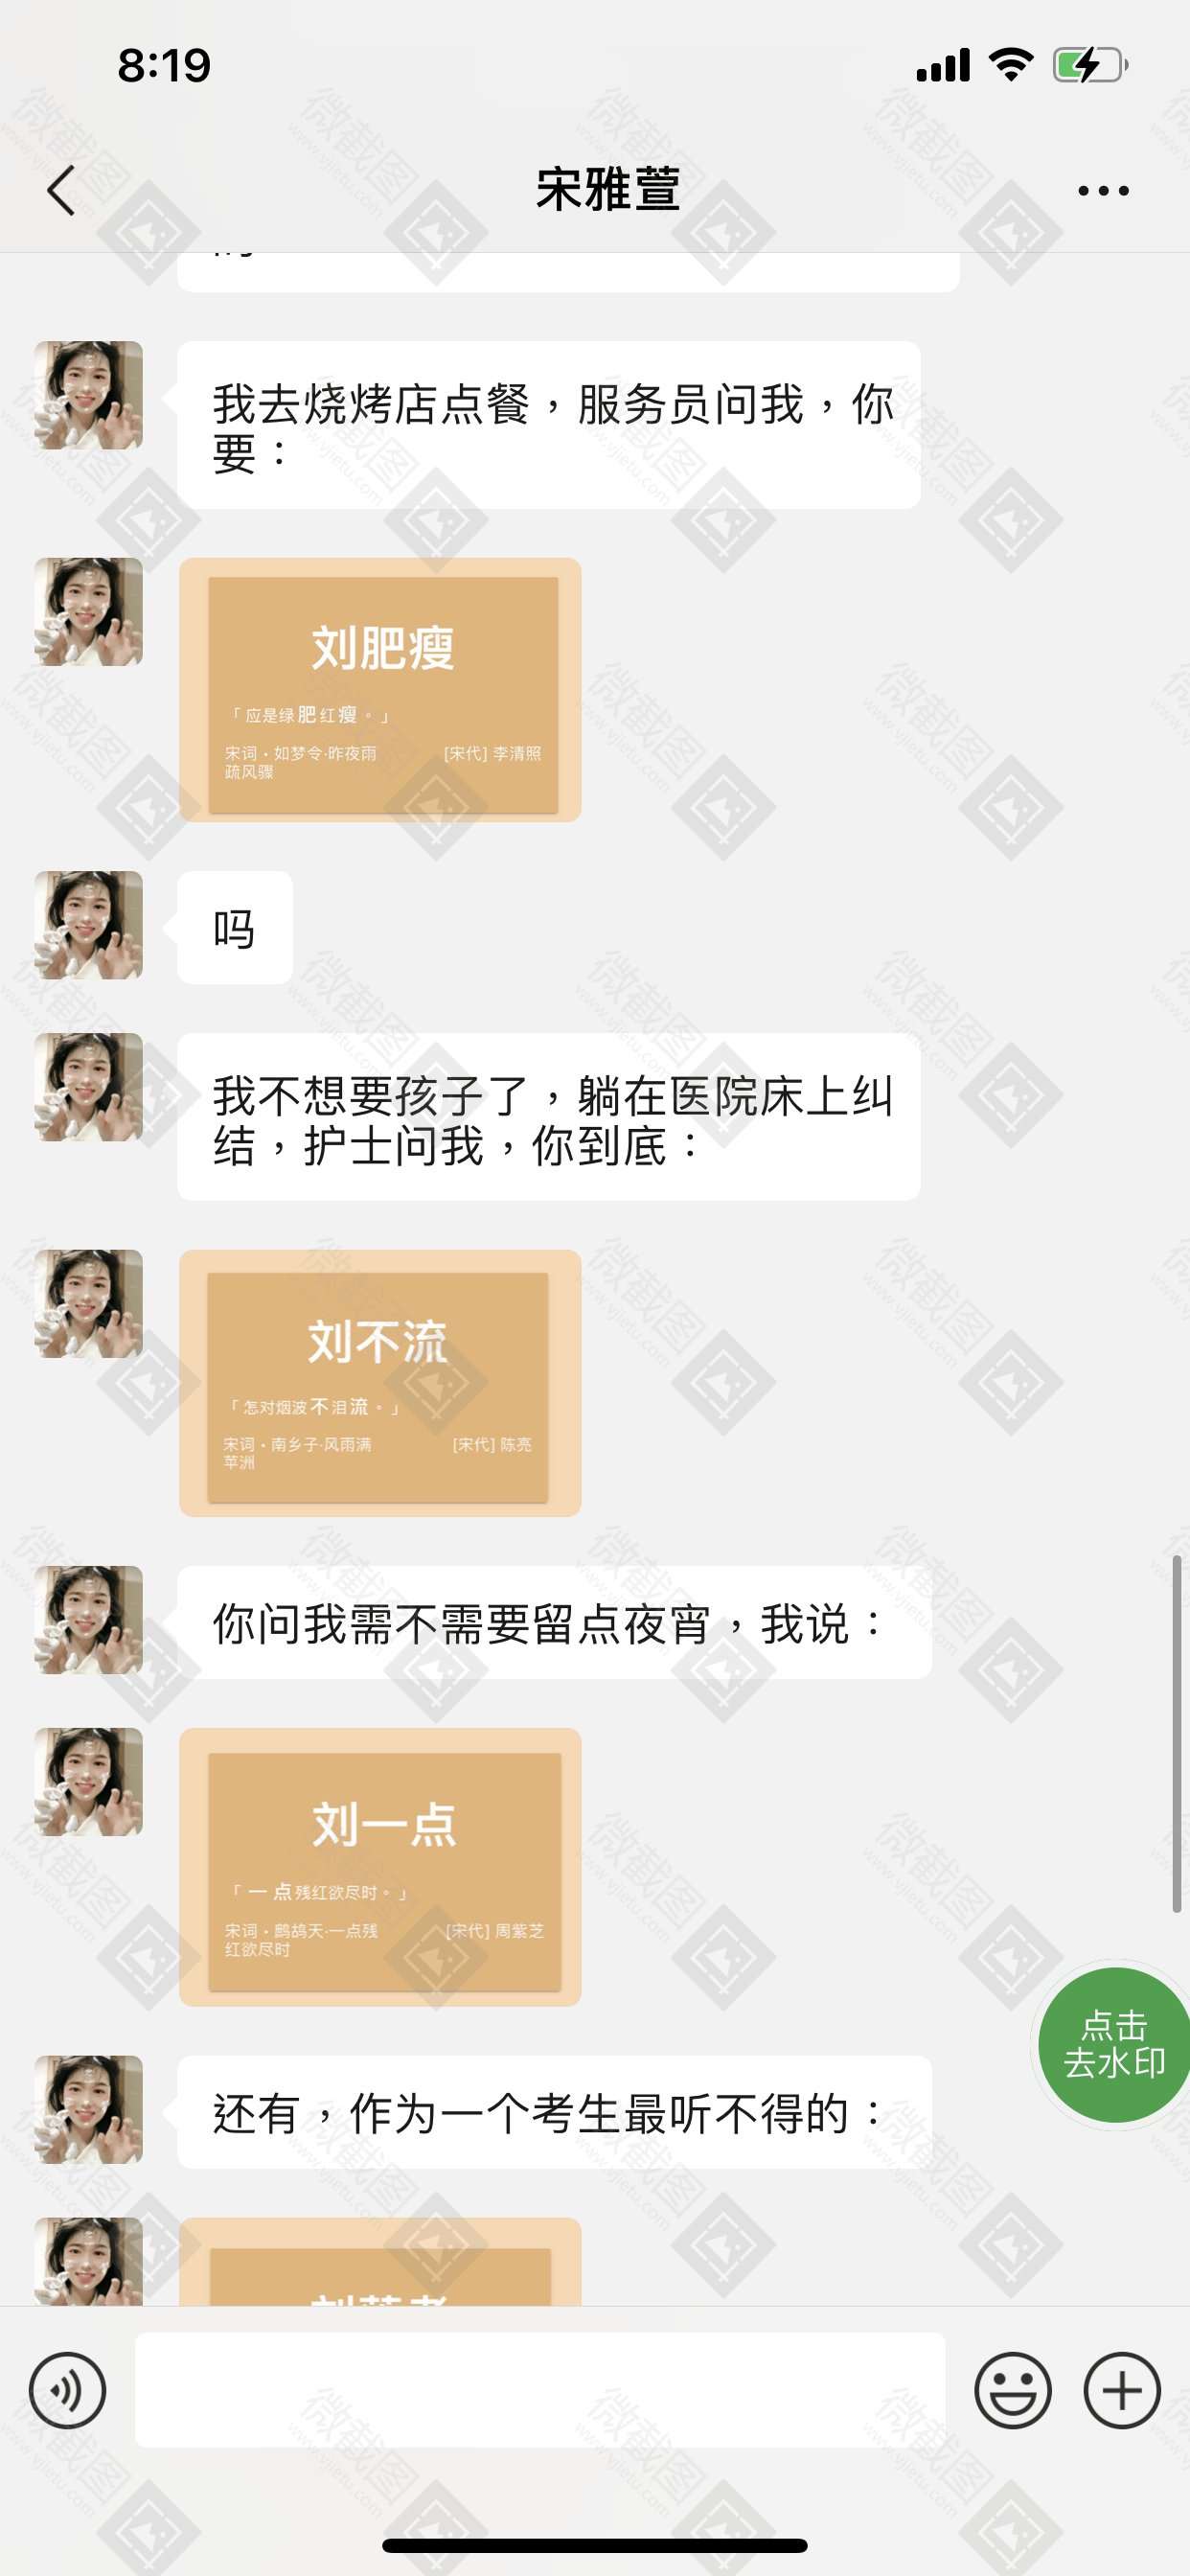 8:19
宋雅萱
我去烧烤店点餐，服务员问我，你
要：
刘肥瘦
「应是绿肥红瘦。」
宋词·如梦令·昨夜雨
疏风骤
[宋代] 李清照
吗
我不想要孩子了，躺在医院床上纠
结，护士问我，你到底：
刘不流
「怎对烟波不泪流。」
宋词·南乡子·风雨满
苹洲
[宋代] 陈亮
你问我需不需要留点夜宵，我说：
刘一点
「一点残红欲尽时。」
宋词·鹧鸪天·一点残
红欲尽时
[宋代] 周紫芝
点击
去水印
还有，作为一个考生最听不得的：
微截图
www.vjietu.com